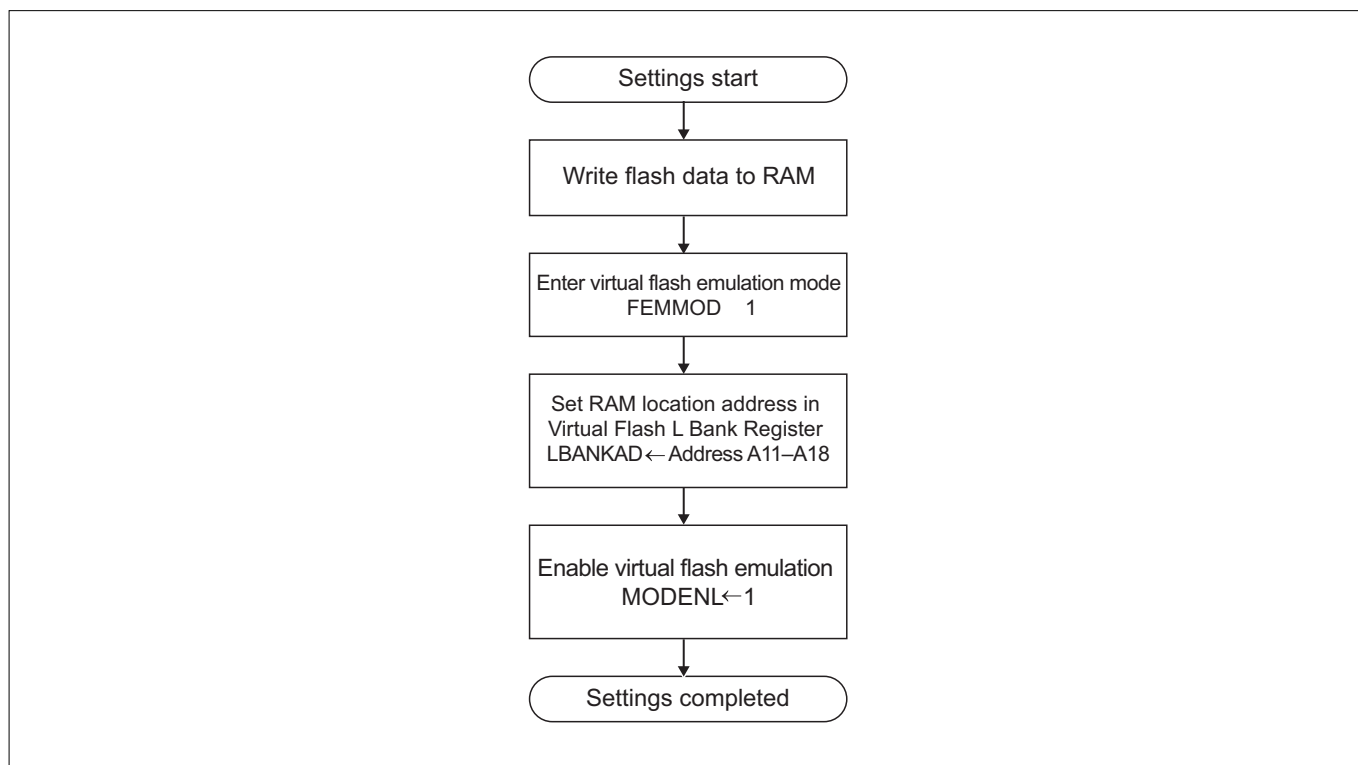 Settings start
Write flash data to RAM
Enter virtual flash emulation mode
FEMMOD 1
Set RAM location address in
Virtual Flash L Bank Register
LBANKAD←Address A11–A18
Enable virtual flash emulation
MODENL←1
Settings completed